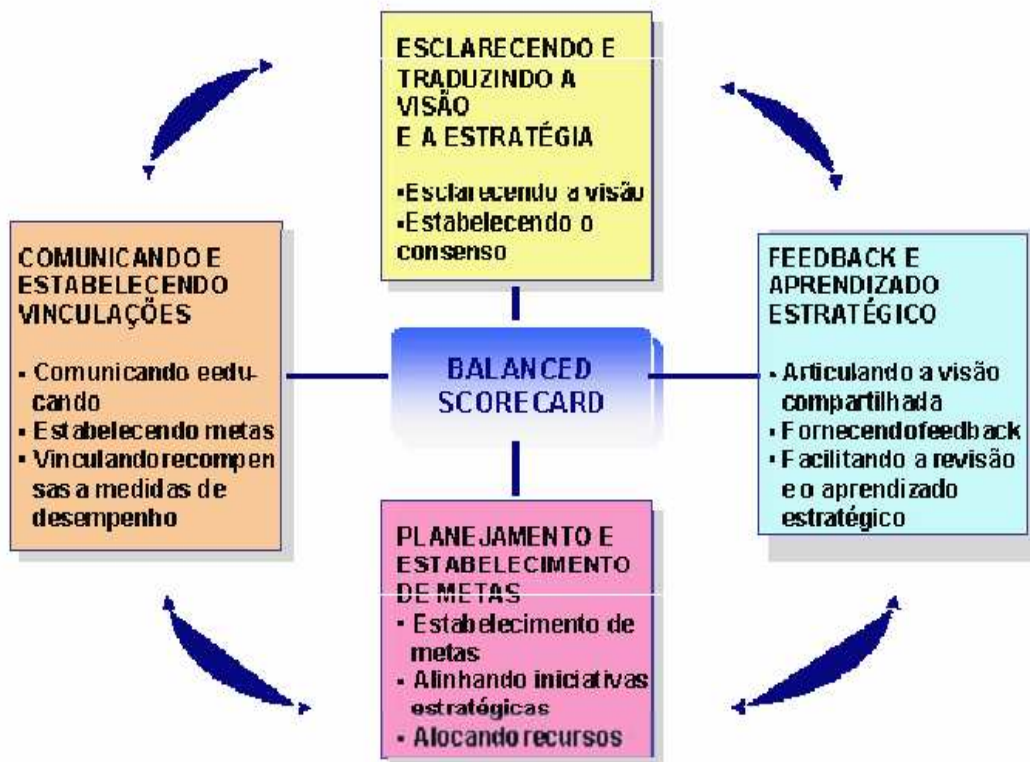 ESCLARECENDO E
TRADUZINDO A
VISÃO
E A ESTRATÉGIA
▪Esclarecendo a visão
▪Estabelecendo o
consenso
COMUNICANDO E
ESTABELECENDO
VINCULAÇÕES
▪ Comunicando eedu-
cando
▪ Estabelecendo metas
▪ Vinculandorecompen
sas a medidas de
desempenho
BALANCED
SCORECARD
FEEDBACK E
APRENDIZADO
ESTRATÉGICO
▪ Articulando a visão
compartilhada
▪ Fornecendofeedback
▪ Facilitando a revisão
e o aprendizado
estratégico
PLANEJAMENTO E
ESTABELECIMENTO
DE METAS
▪ Estabelecimento de
metas
▪ Alinhando iniciativas
estratégicas
▪ Alocando recursos